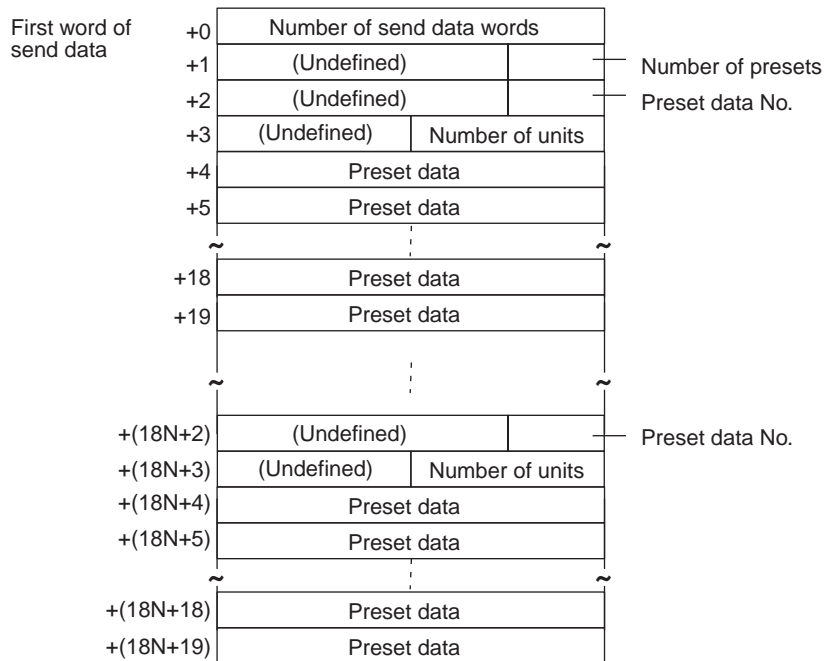 First word of
send data
+0 Number of send data words
+1 (Undefined) Number of presets
+2 (Undefined) Preset data No.
+3 (Undefined) Number of units
+4 Preset data
+5 Preset data
~ ~
+18 Preset data
+19 Preset data
~ ~
+(18N+2) (Undefined) Preset data No.
+(18N+3) (Undefined) Number of units
+(18N+4) Preset data
+(18N+5) Preset data
~ ~
+(18N+18) Preset data
+(18N+19) Preset data